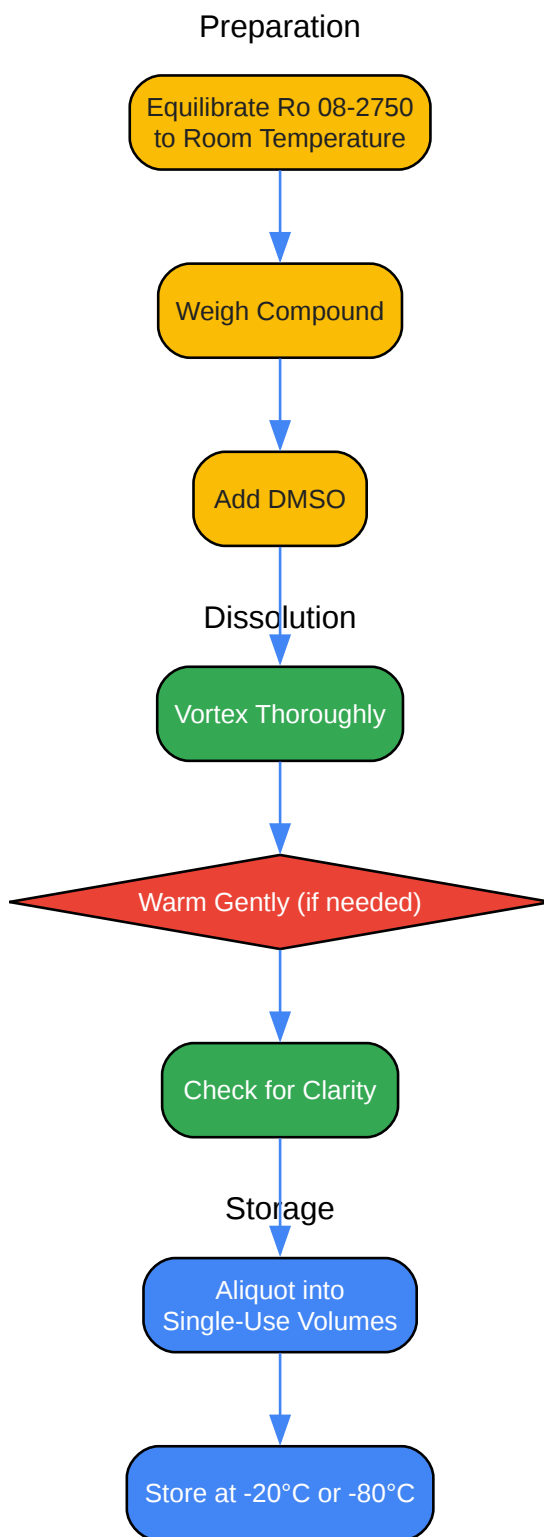 Preparation
Equilibrate Ro 08-2750
to Room Temperature
Weigh Compound
Add DMSO
Dissolution
Vortex Thoroughly
Warm Gently (if needed)
Check for Clarity
Storage
Aliquot into
Single-Use Volumes
Store at -20°C or -80°C